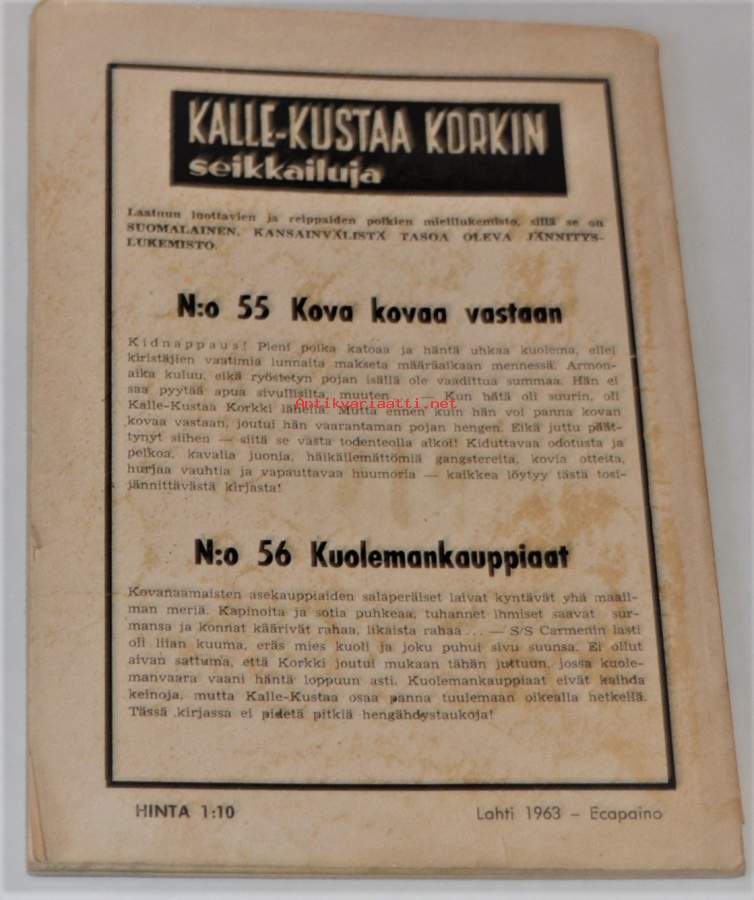 KALLE-KUSTAA KORKIN
seikkailuja
Laatuun luottavien ja reippaiden poikien mielilukemisto, sillä se on
SUOMALAINEN, KANSAINVÄLISTÄ TASOA OLEVA JÄNNITYS-
LUKEMISTO.
N:o 55 Kova kovaa vastaan
Kidnappaus! Pieni poika katoaa ja häntä uhkaa kuolema, ellei
kiristäjien vaatimia lunnaita makseta määräaikaan mennessä. Armon-
aika kuluu, eikä ryöstetyn pojan isällä ole vaadittua summaa. Hän ei
saa pyytää apua sivullisilta, muuten... — Kun hätä oli suurin, oli
Antikvariaatti.net
Kalle-Kustaa Korkki lähellä. Mutta ennen kuin hän voi panna kovan
kovaa vastaan, joutui hän vaarantaman pojan hengen. Eikä juttu päät-
tynyt siihen — siitä se vasta todenteolla alkoi! Kiduttavaa odotusta ja
pelkoa, kavalia juonia, häikäilemättömiä gangstereita, kovia otteita,
hurjaa vauhtia ja vapauttavaa huumoria — kaikkea löytyy tästä tosi-
jännittävästä kirjasta!
N:o 56 Kuolemankauppiaat
Kovanaamaisten asekauppiaiden salaperäiset laivat kyntävät yhä maail-
man meriä. Kapinoita ja sotia puhkeaa, tuhannet ihmiset saavat sur-
mansa ja konnat käärivät rahaa, likaista rahaa... — S/S Carmenin lasti
oli liian kuuma, eräs mies kuoli ja joku puhui sivu suunsa. Ei ollut
aivan sattuma, että Korkki joutui mukaan tähän juttuun, jossa kuole-
manvaara vaani häntä loppuun asti. Kuolemankauppiaat eivät kaihda
keinoja, mutta Kalle-Kustaa osaa panna tuulemaan oikealla hetkellä.
Tässä kirjassa ei pidetä pitkiä hengähdystaukoja!
HINTA 1:10
Lahti 1963 – Ecapaino